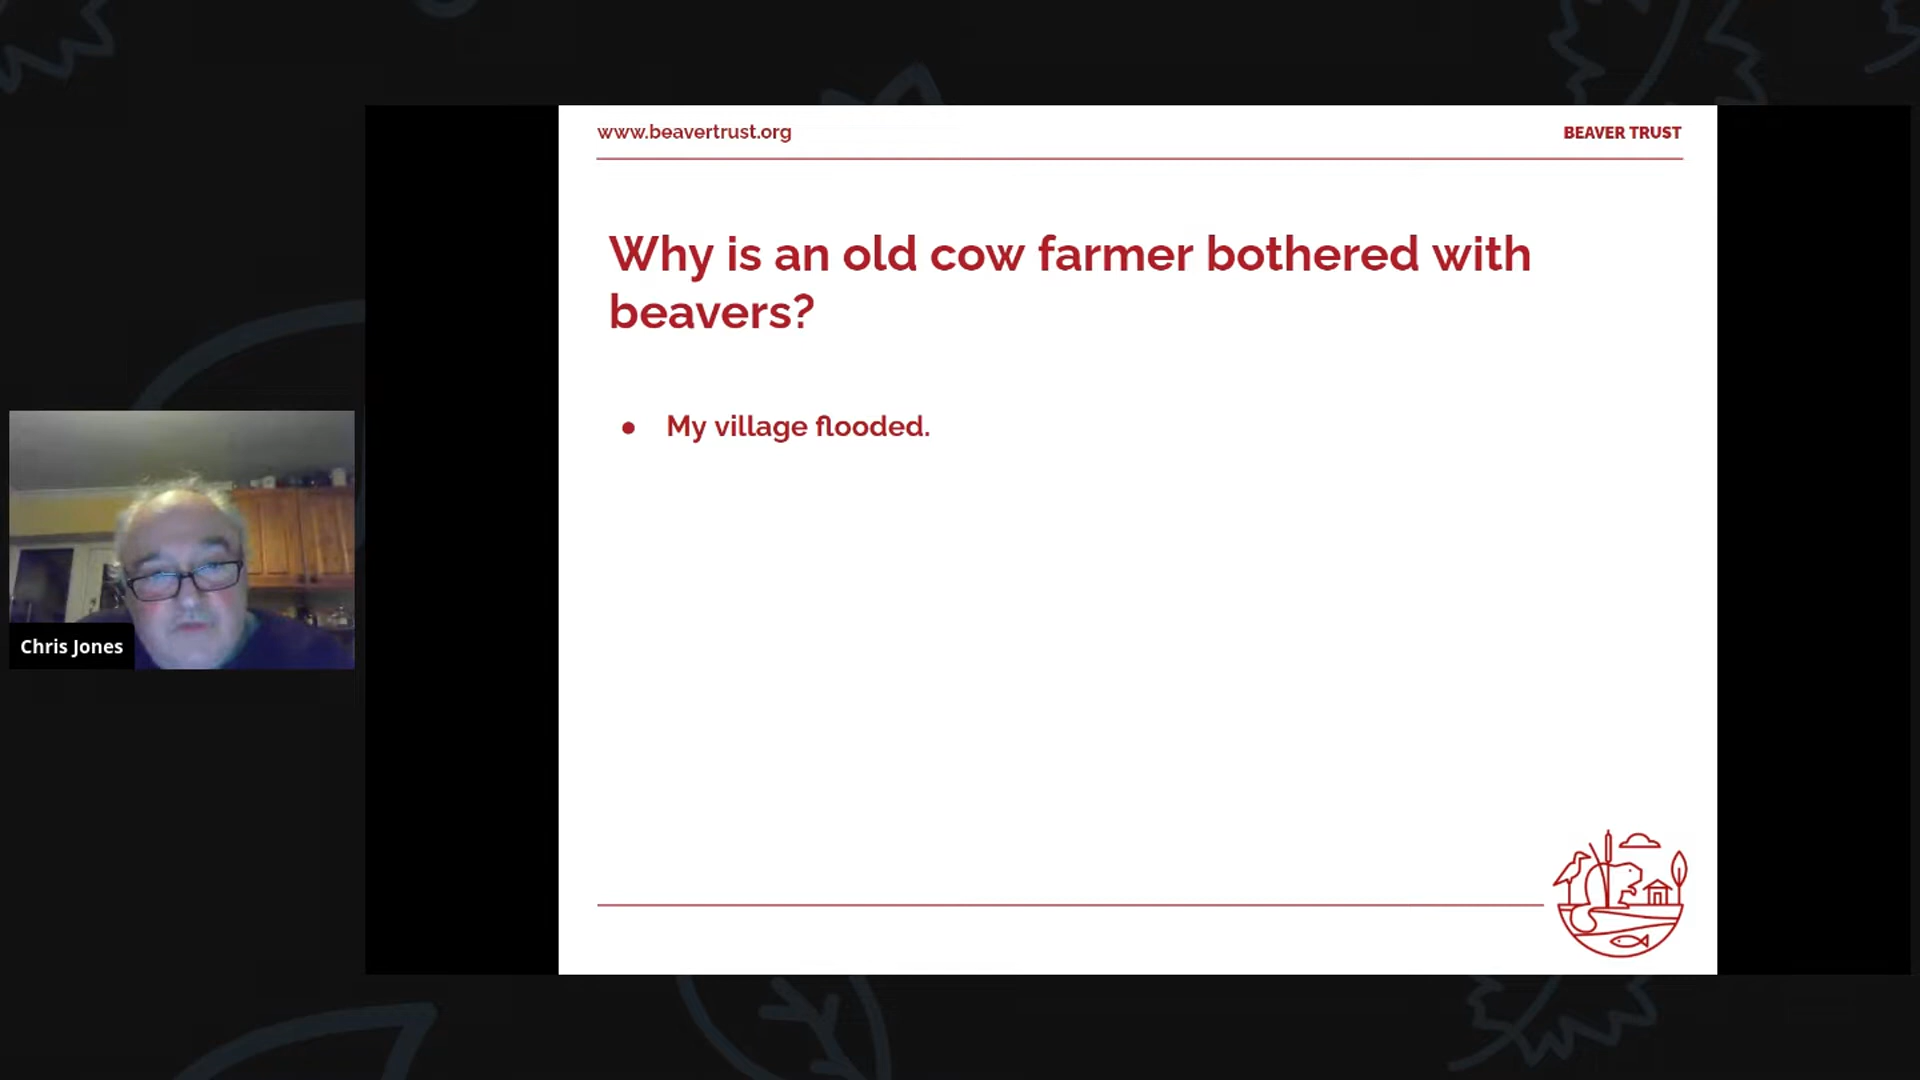 www.beavertrust.org
BEAVER TRUST
Why is an old cow farmer bothered with
beavers?
● My village flooded.
Chris Jones